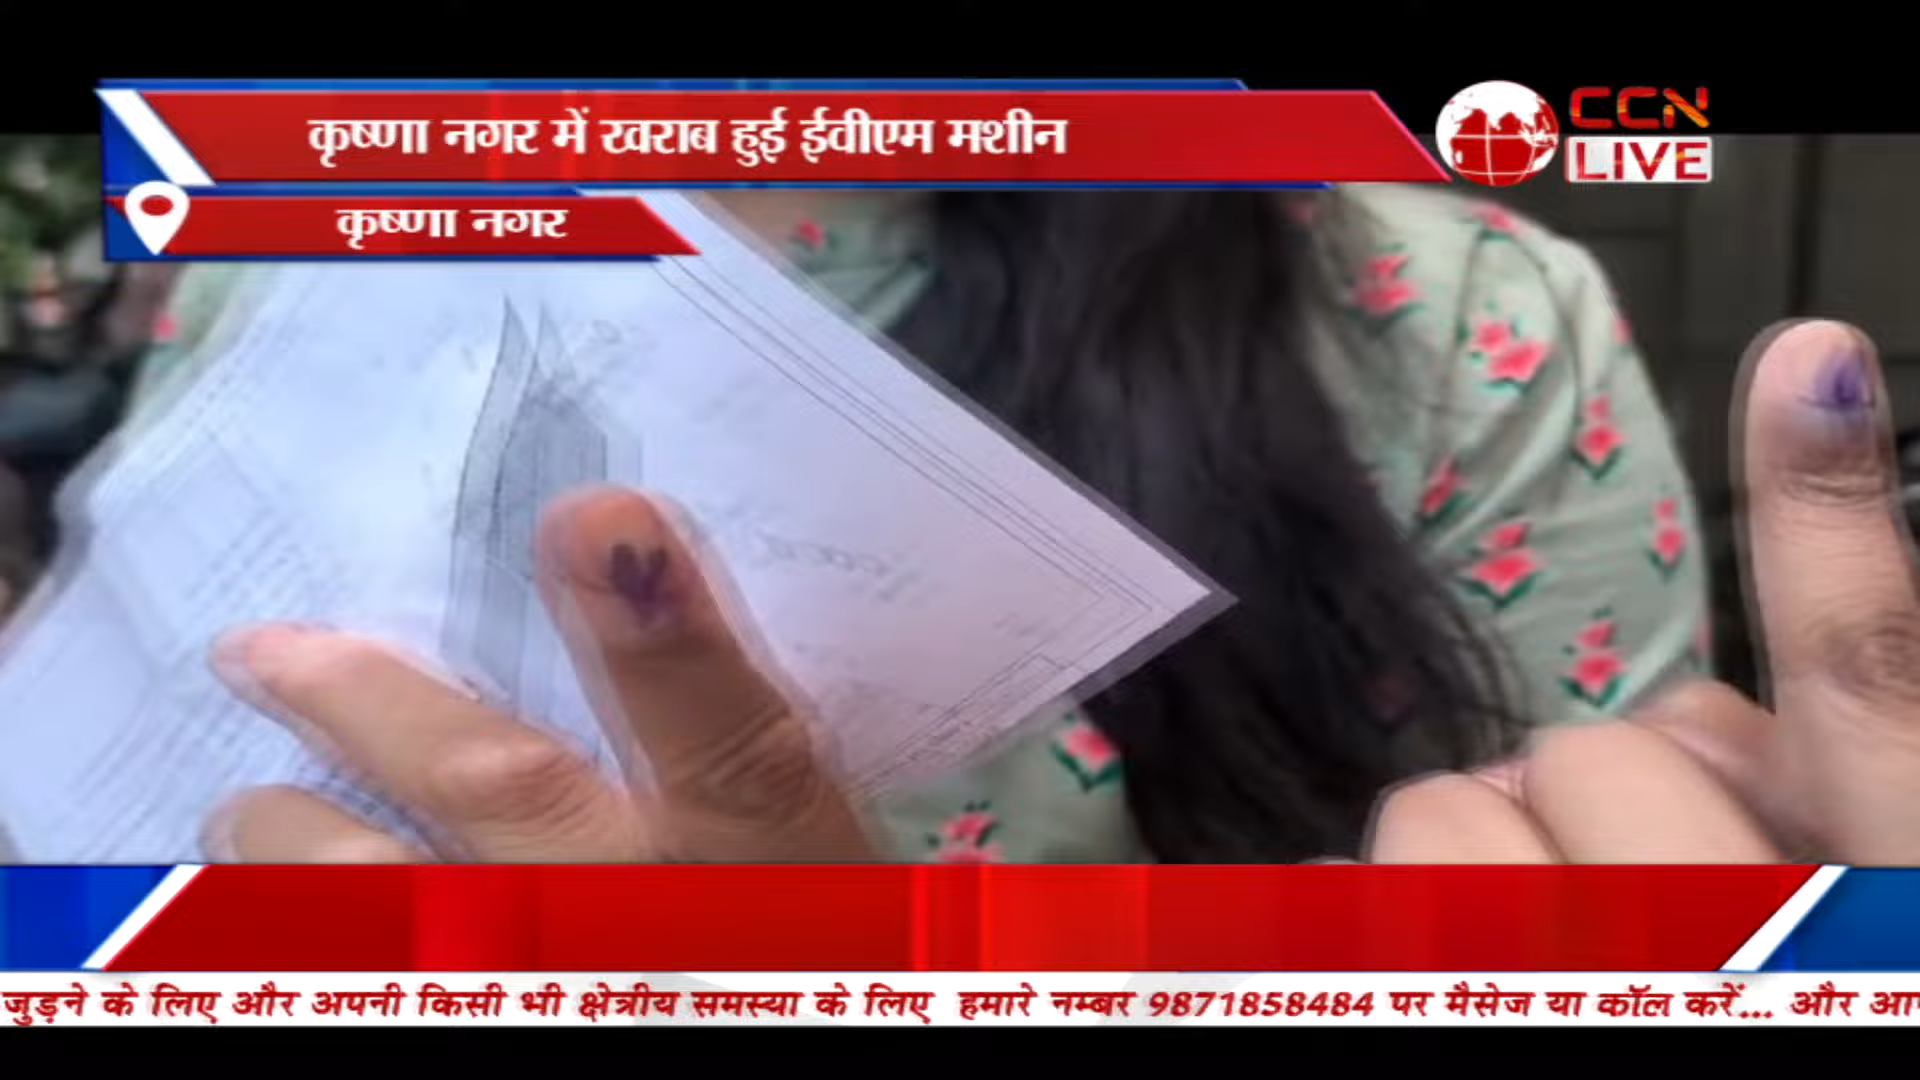 कृष्णा नगर में खराब हुई ईवीएम मशीन
CCN
LIVE
कृष्णा नगर
जुड़ने के लिए और अपनी किसी भी क्षेत्रीय समस्या के लिए हमारे नम्बर 9871858484 पर मैसेज या कॉल करें... और